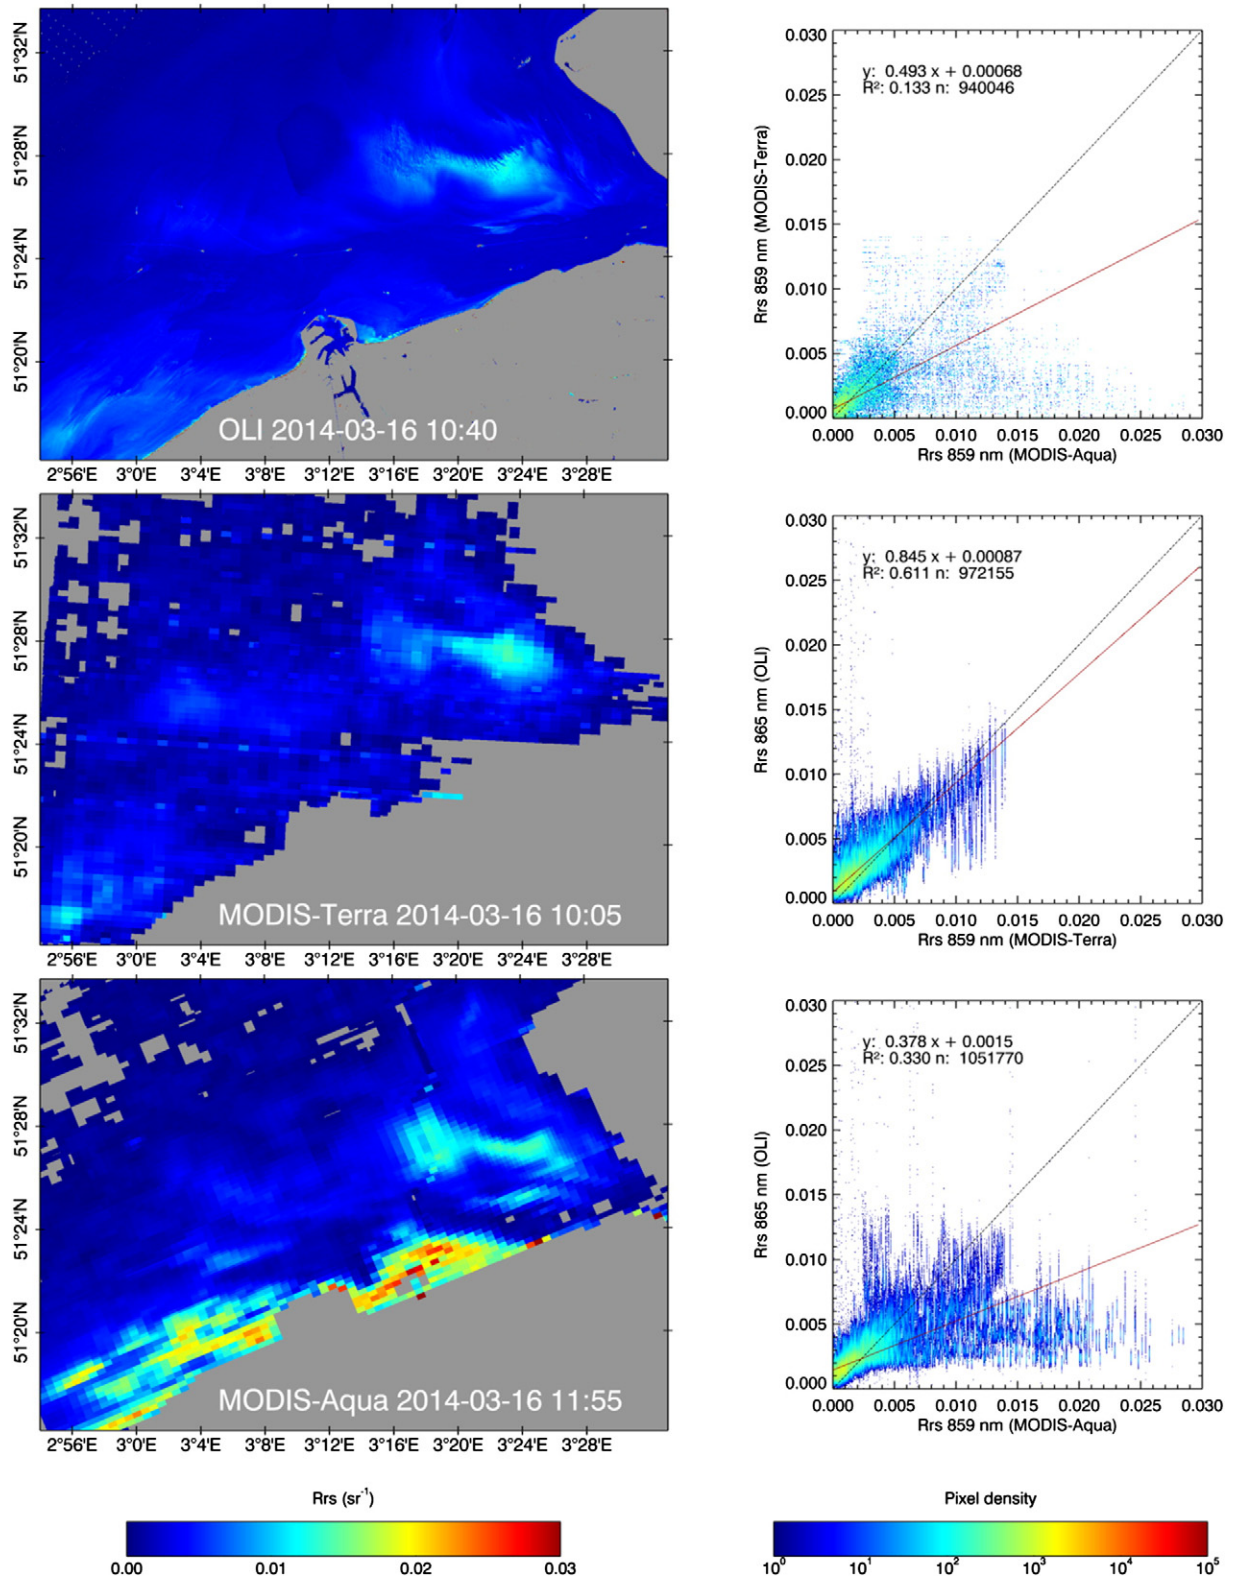 51°32'N
51°28'N
51°24'N
51°20'N
OLI 2014-03-16 10:40
2°56'E 3°0'E 3°4'E 3°8'E 3°12'E 3°16'E 3°20'E 3°24'E 3°28'E
0.030
0.025
0.020
0.015
0.010
0.005
0.000
Rrs 859 nm (MODIS-Terra)
y: 0.493 x + 0.00068
R²: 0.133 n: 940046
0.000 0.005 0.010 0.015 0.020 0.025 0.030
Rrs 859 nm (MODIS-Aqua)
51°32'N
51°28'N
51°24'N
51°20'N
MODIS-Terra 2014-03-16 10:05
2°56'E 3°0'E 3°4'E 3°8'E 3°12'E 3°16'E 3°20'E 3°24'E 3°28'E
0.030
0.025
0.020
0.015
0.010
0.005
0.000
Rrs 865 nm (OLI)
y: 0.845 x + 0.00087
R²: 0.611 n: 972155
0.000 0.005 0.010 0.015 0.020 0.025 0.030
Rrs 859 nm (MODIS-Terra)
51°32'N
51°28'N
51°24'N
51°20'N
MODIS-Aqua 2014-03-16 11:55
2°56'E 3°0'E 3°4'E 3°8'E 3°12'E 3°16'E 3°20'E 3°24'E 3°28'E
0.030
0.025
0.020
0.015
0.010
0.005
0.000
Rrs 865 nm (OLI)
y: 0.378 x + 0.0015
R²: 0.330 n: 1051770
0.000 0.005 0.010 0.015 0.020 0.025 0.030
Rrs 859 nm (MODIS-Aqua)
Rrs (sr⁻¹)
0.00 0.01 0.02 0.03
Pixel density
10⁰ 10¹ 10² 10³ 10⁴ 10⁵